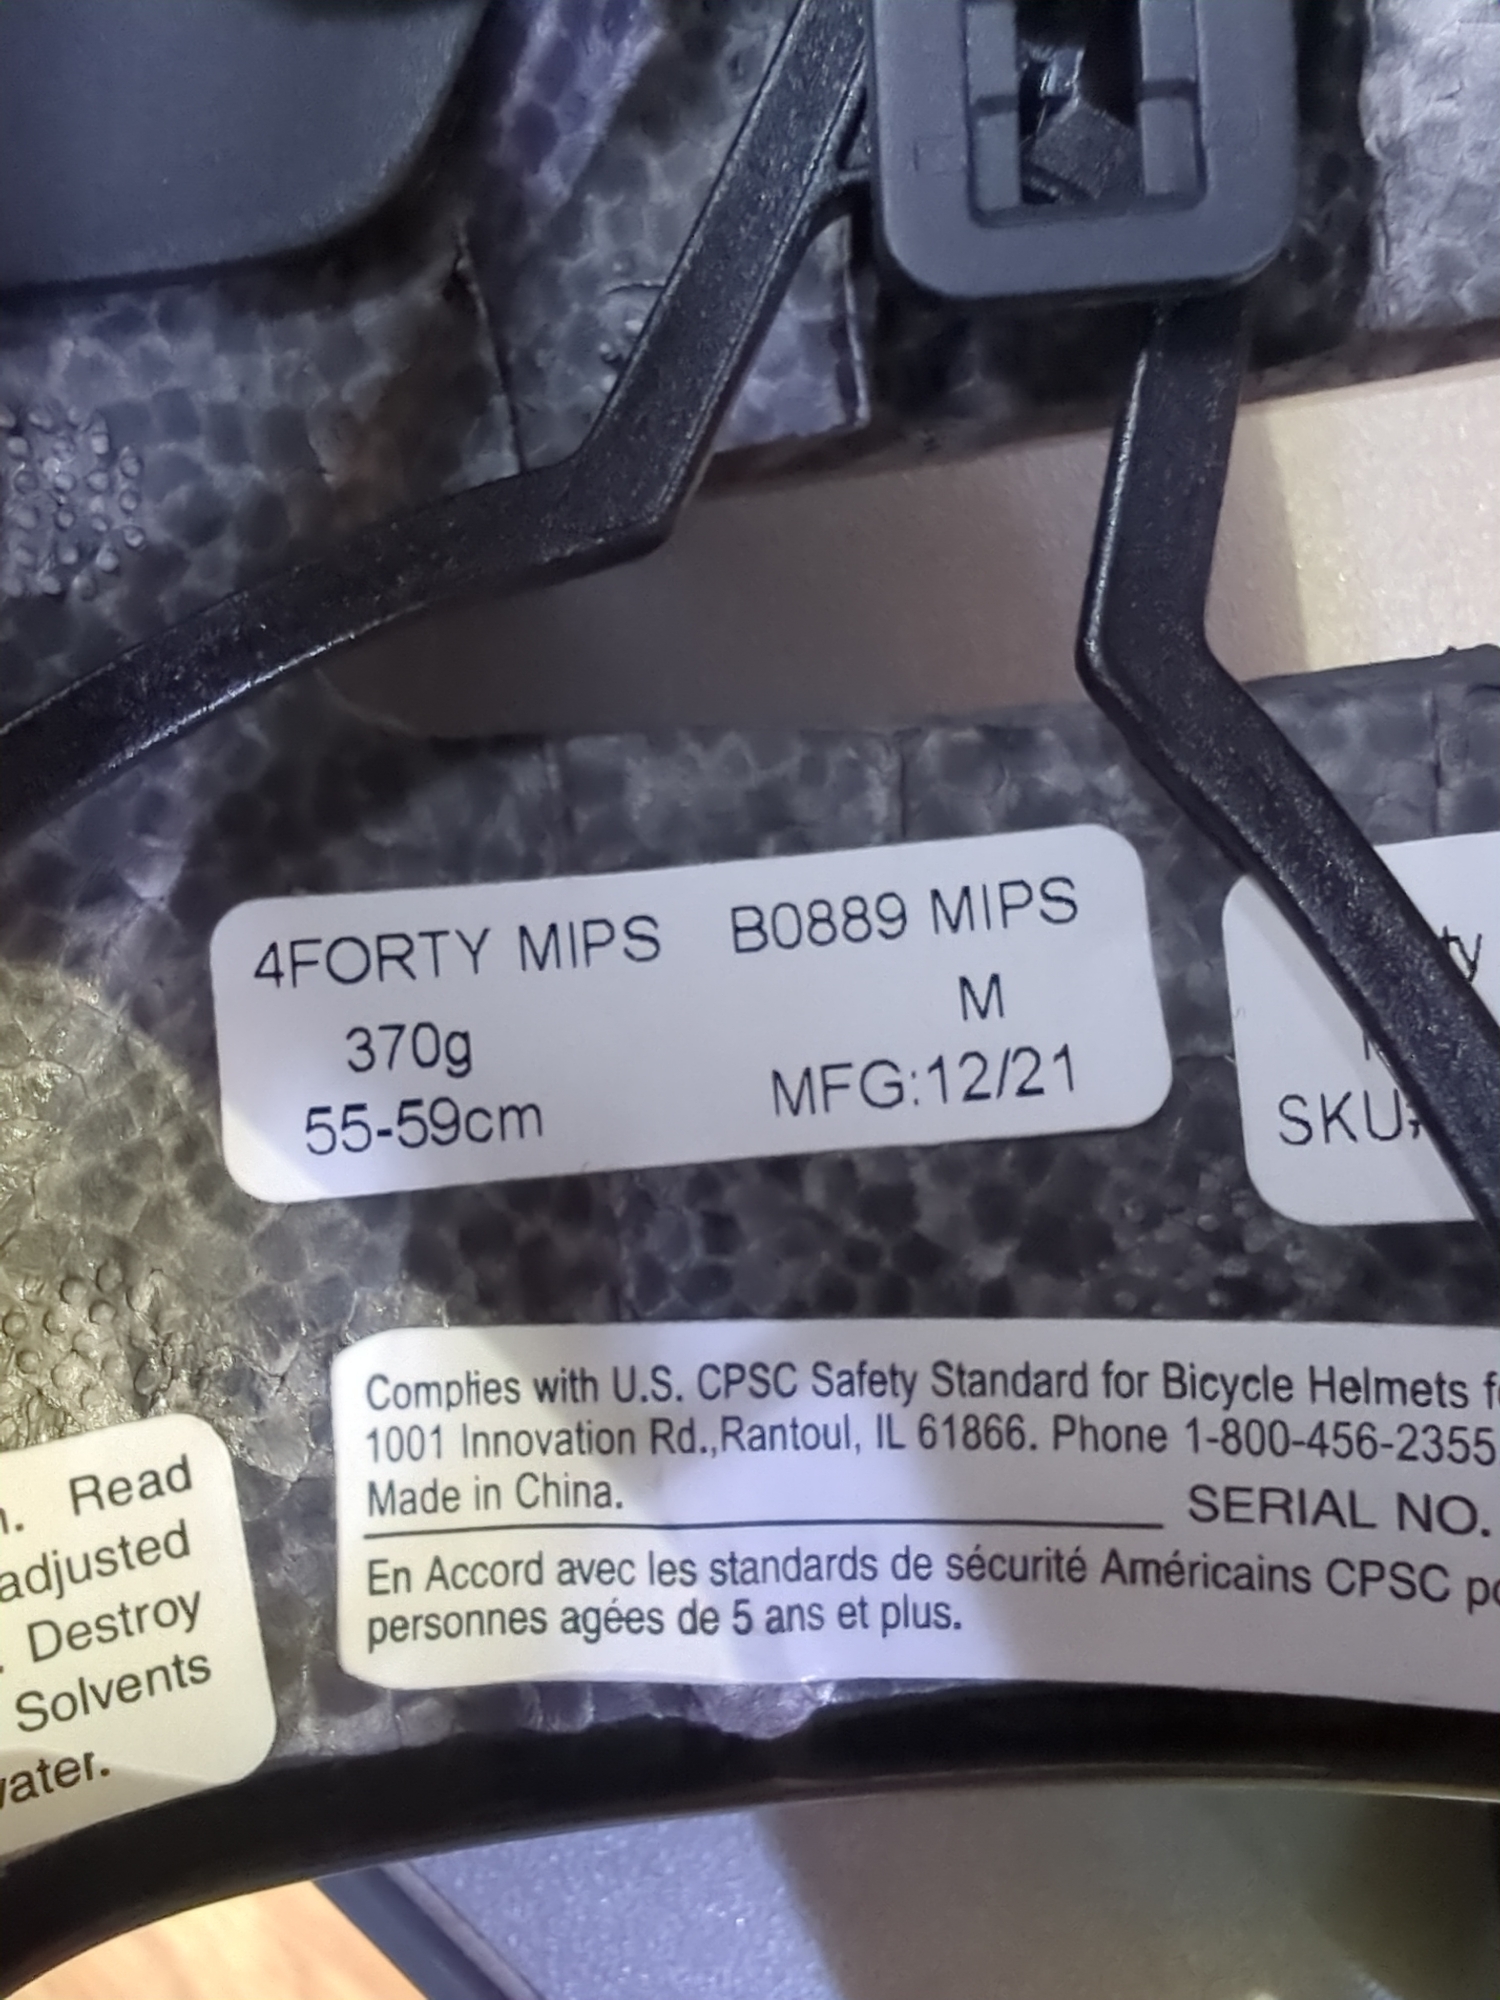 4FORTY MIPS B0889 MIPS
370g M
55-59cm MFG:12/21
ty
SKU
Complies with U.S. CPSC Safety Standard for Bicycle Helmets
1001 Innovation Rd.,Rantoul, IL 61866. Phone 1-800-456-2355
Made in China. SERIAL NO.
En Accord avec les standards de sécurité Américains CPSC
personnes agées de 5 ans et plus.
Read
adjusted
Destroy
Solvents
water.